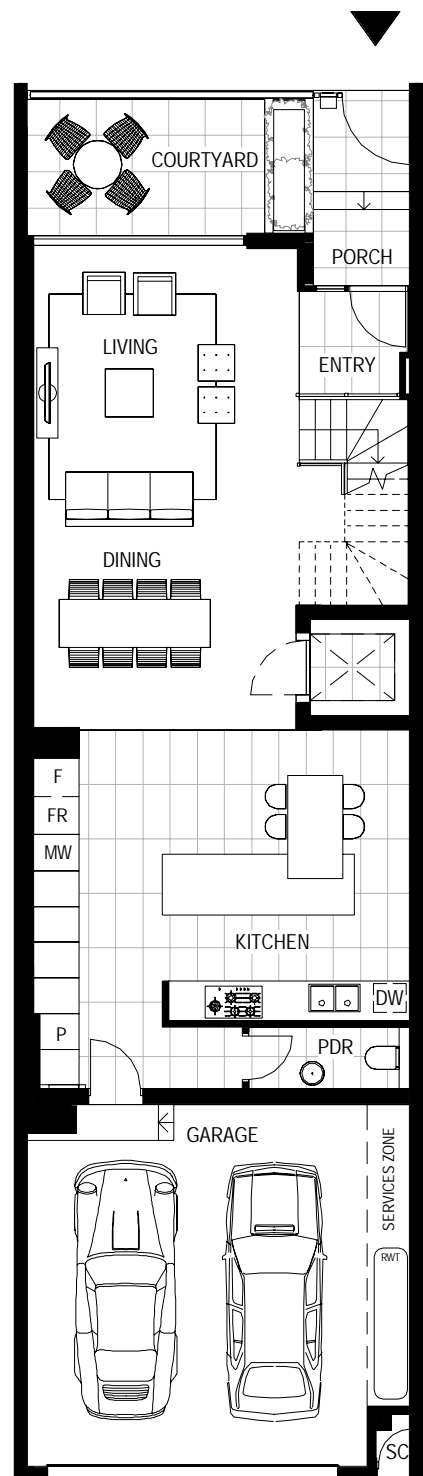 COURTYARD
PORCH
LIVING
ENTRY
DINING
F
FR
MW
KITCHEN
DW
P
PDR
GARAGE
SERVICES ZONE
RWT
SC